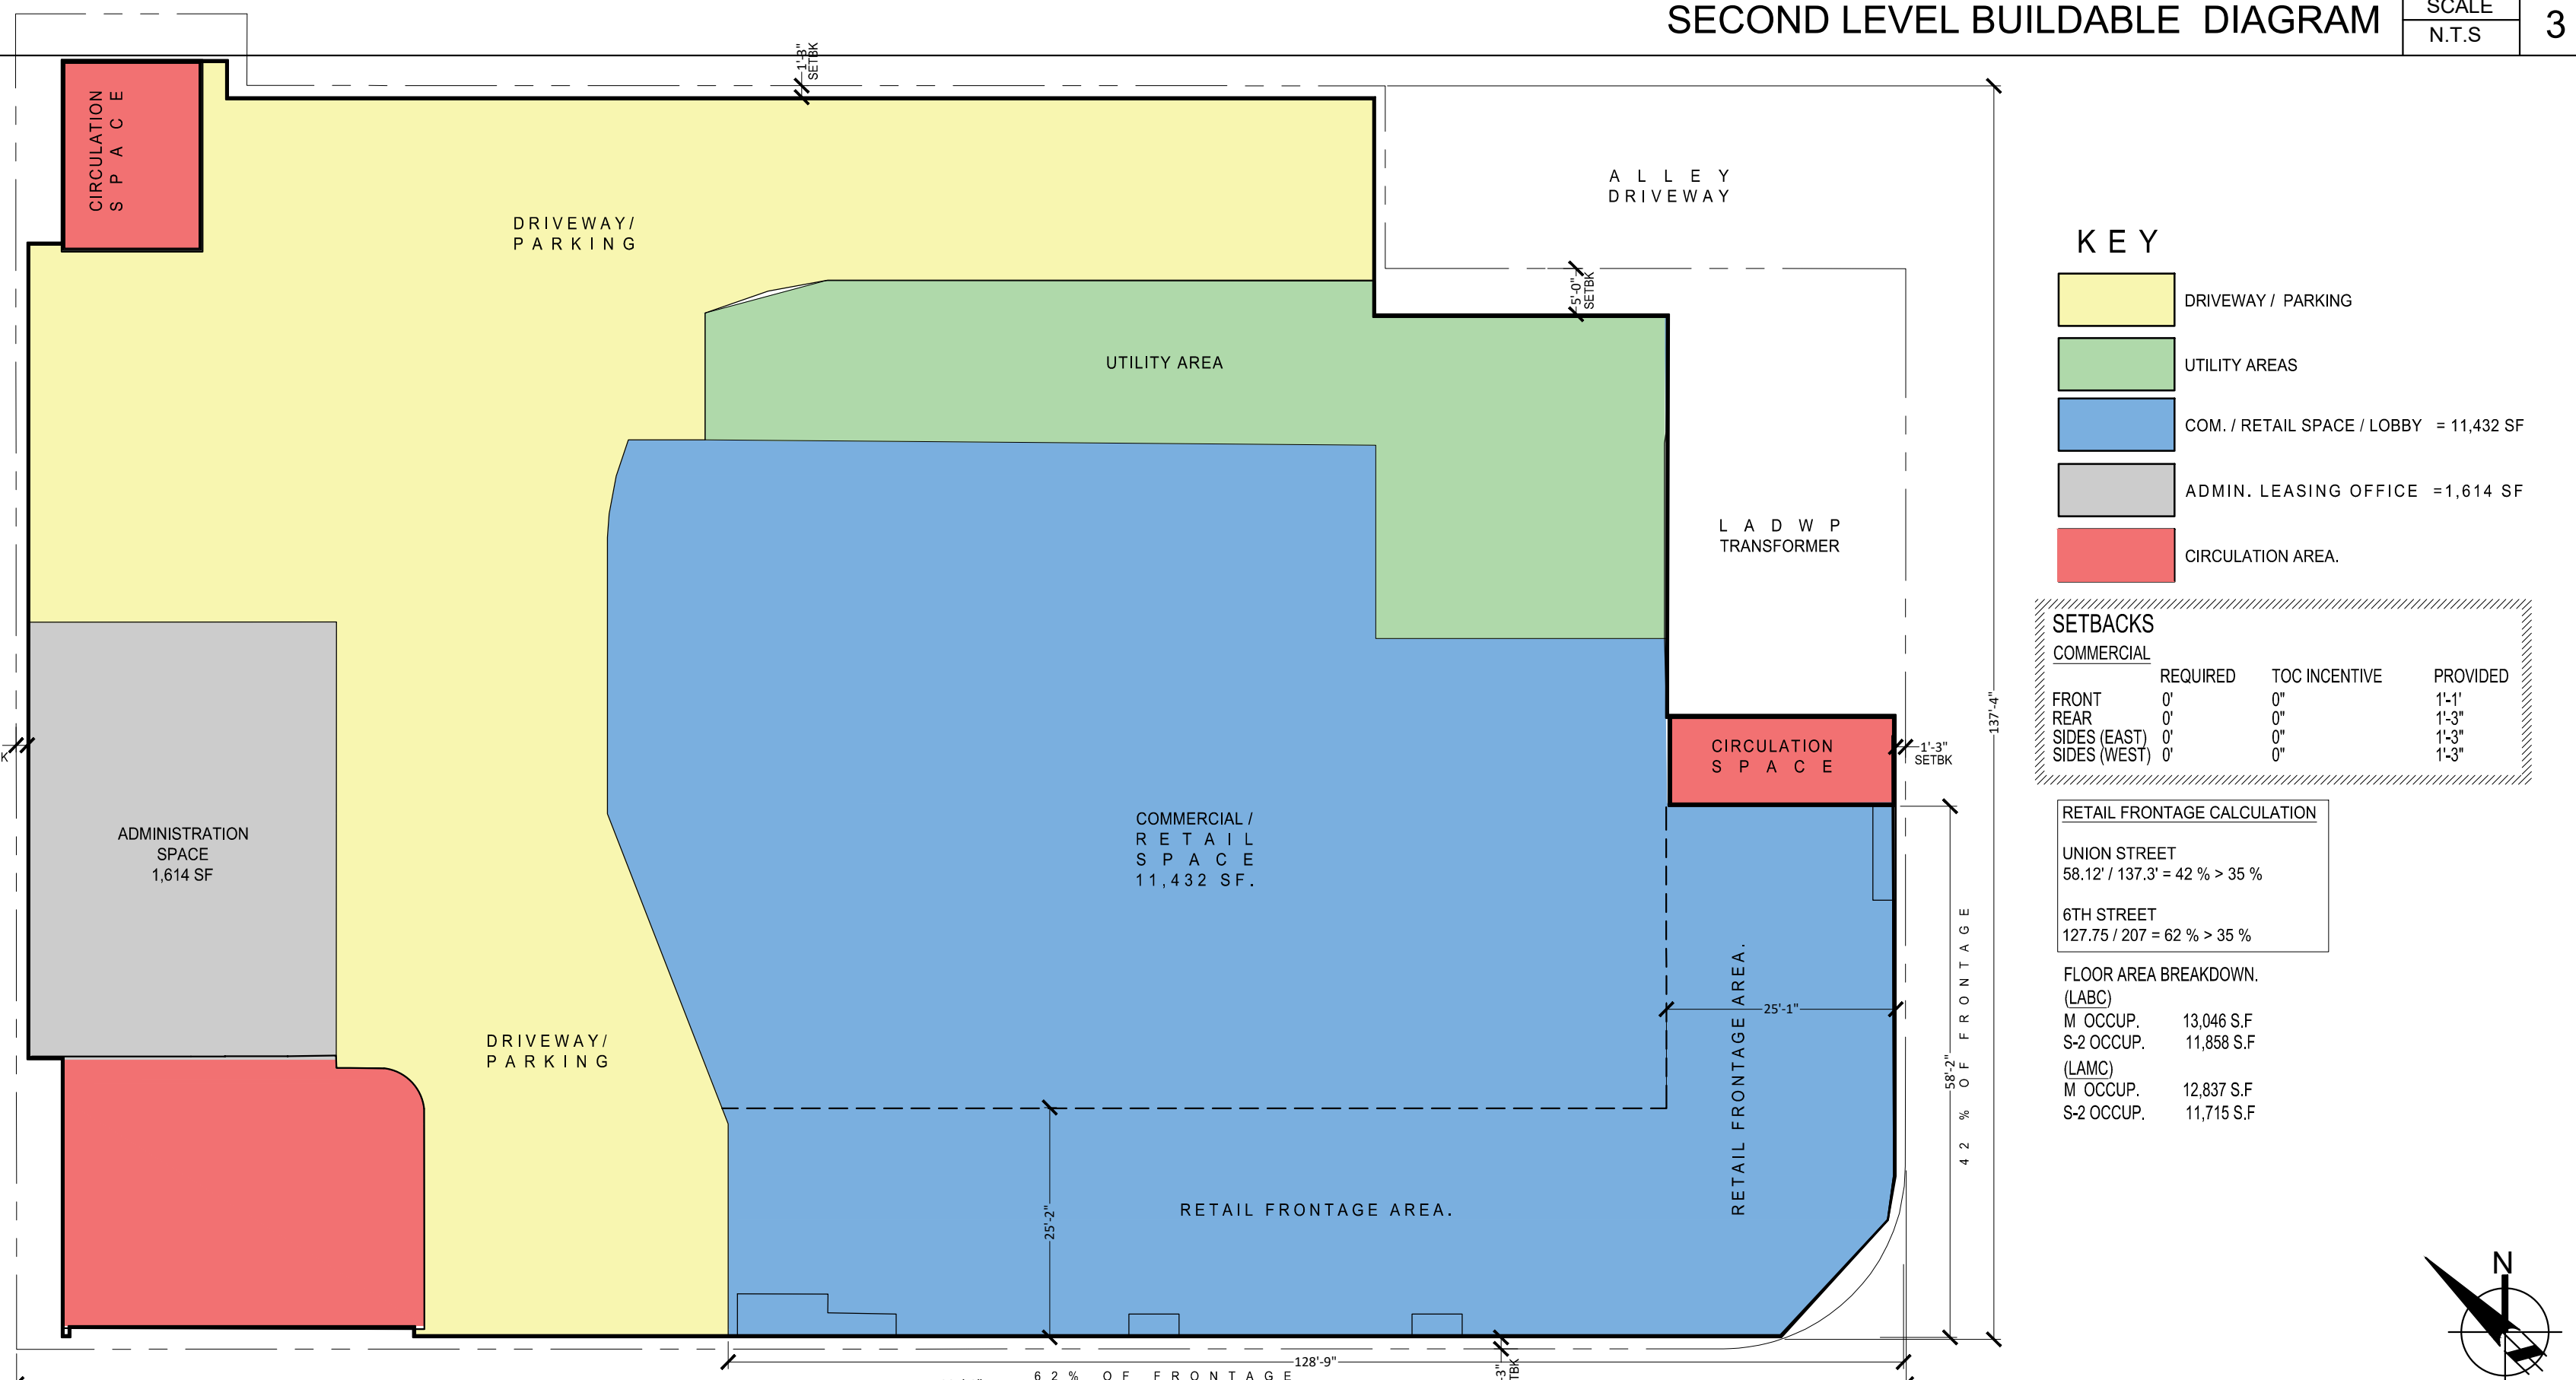 SECOND LEVEL BUILDABLE DIAGRAM
SCALE
N.T.S
3
1'-3"
SETBK
CIRCULATION
SPACE
DRIVEWAY/
PARKING
ALLEY
DRIVEWAY
5'-0"
SETBK
UTILITY AREA
LADWP
TRANSFORMER
CIRCULATION
SPACE
1'-3"
SETBK
137'-4"
K
ADMINISTRATION
SPACE
1,614 SF
COMMERCIAL /
RETAIL
SPACE
11,432 SF.
DRIVEWAY/
PARKING
RETAIL FRONTAGE AREA.
25'-1"
58'-2"
42 % OF FRONTAGE
25'-2"
RETAIL FRONTAGE AREA.
128'-9"
62% OF FRONTAGE
KEY
DRIVEWAY / PARKING
UTILITY AREAS
COM. / RETAIL SPACE / LOBBY = 11,432 SF
ADMIN. LEASING OFFICE =1,614 SF
CIRCULATION AREA.
SETBACKS
COMMERCIAL
REQUIRED TOC INCENTIVE PROVIDED
FRONT 0' 0" 1'-1'
REAR 0' 0" 1'-3"
SIDES (EAST) 0' 0" 1'-3"
SIDES (WEST) 0' 0" 1'-3"
RETAIL FRONTAGE CALCULATION
UNION STREET
58.12' / 137.3' = 42 % > 35 %
6TH STREET
127.75 / 207 = 62 % > 35 %
FLOOR AREA BREAKDOWN.
(LABC)
M OCCUP. 13,046 S.F
S-2 OCCUP. 11,858 S.F
(LAMC)
M OCCUP. 12,837 S.F
S-2 OCCUP. 11,715 S.F
N